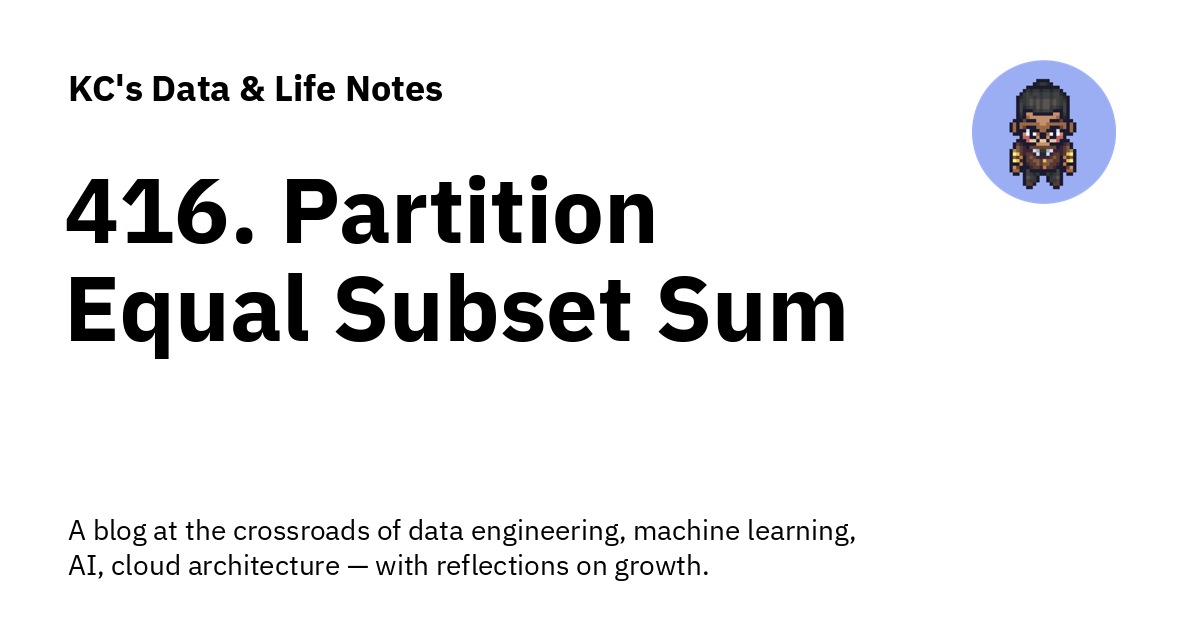 KC's Data & Life Notes
416. Partition
Equal Subset Sum
A blog at the crossroads of data engineering, machine learning,
AI, cloud architecture — with reflections on growth.